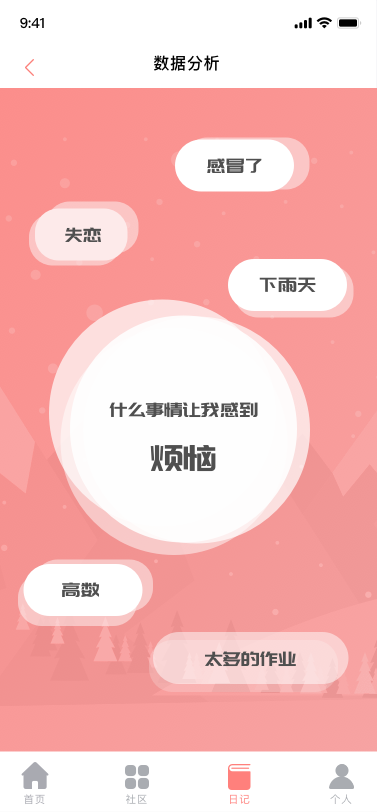 9:41
数据分析
感冒了
失恋
下雨天
什么事情让我感到
烦恼
高数
太多的作业
首页
社区
日记
个人